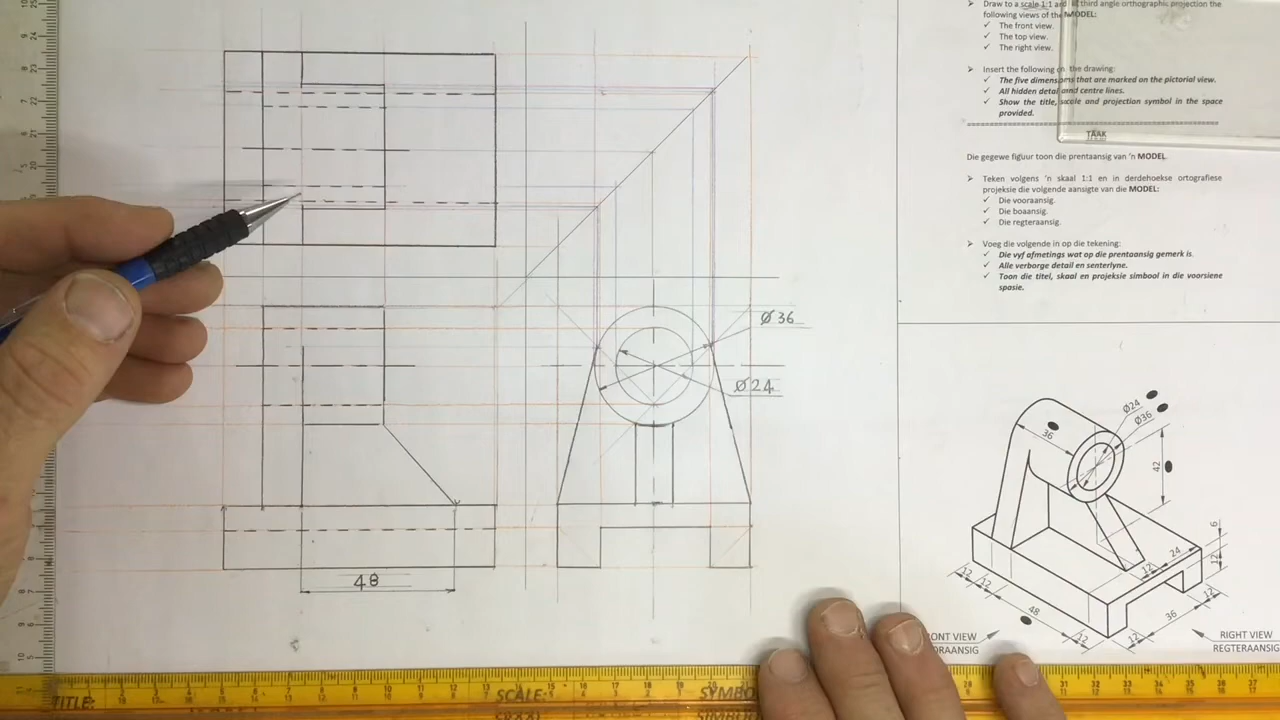 Draw to a scale 1:1 and third angle orthographic projection the
following views of the MODEL:
✓ The front view.
✓ The top view.
✓ The right view.
Insert the following on the drawing:
✓ The five dimensions that are marked on the pictorial view.
✓ All hidden detail and centre lines.
✓ Show the title, scale and projection symbol in the space
provided.
TAAK
Die gegewe figuur toon die prentaansig van 'n MODEL.
Teken volgens 'n skaal 1:1 en in derdehoekse ortografiese
projeksie die volgende aansigte van die MODEL:
✓ Die vooraansig.
✓ Die boaansig.
✓ Die regteraansig.
Voeg die volgende in op die tekening:
✓ Die vyf afmetings wat op die prentaansig gemerk is.
✓ Alle verborge detail en senterlyne.
✓ Toon die titel, skaal en projeksie simbool in die voorsiene
spasie.
Ø36
Ø24
48
Ø24
Ø36
36
42
6
12
24
12
12
12
48
12
12
36
12
ONT VIEW
ORAANSIG
RIGHT VIEW
REGTERAANSIG
TITLE:
SCALE:
SYMBO